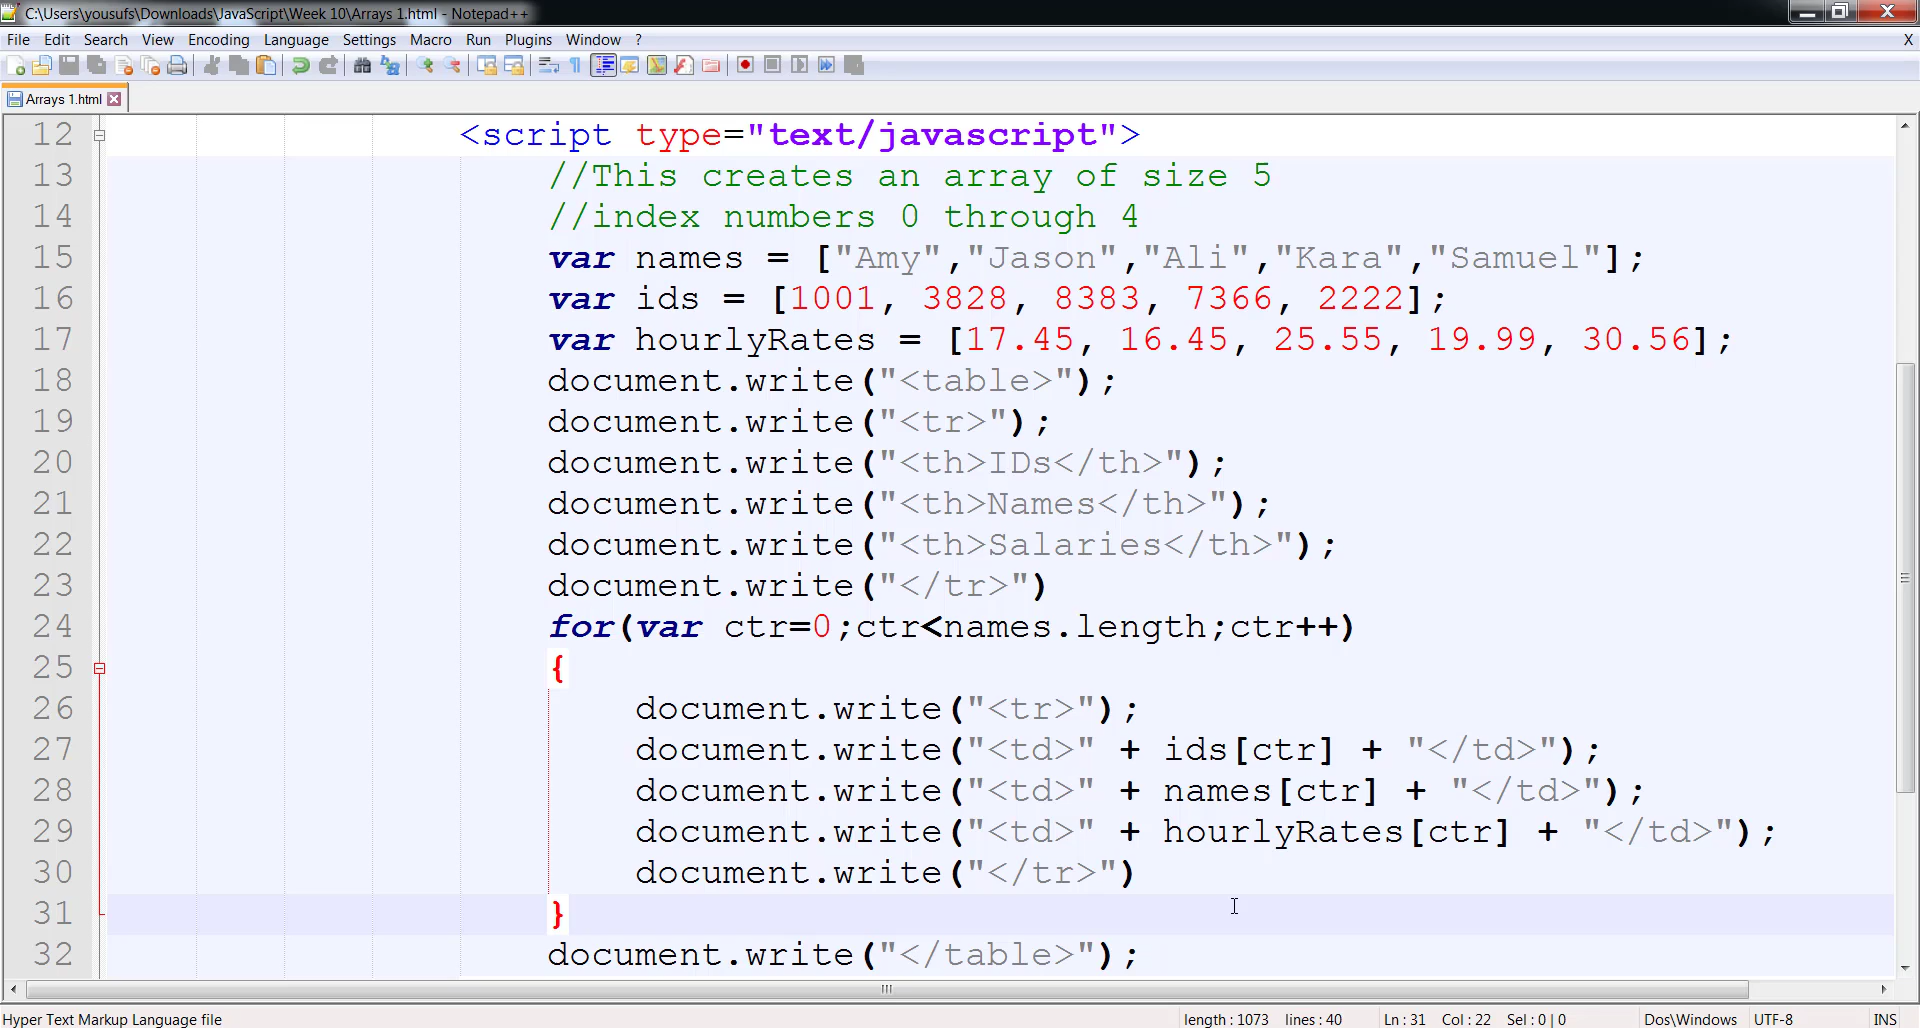 C:\Users\yousufs\Downloads\JavaScript\Week 10\Arrays 1.html - Notepad++
File Edit Search View Encoding Language Settings Macro Run Plugins Window ? X
Arrays 1.html
12 <script type="text/javascript">
13 //This creates an array of size 5
14 //index numbers 0 through 4
15 var names = ["Amy","Jason","Ali","Kara","Samuel"];
16 var ids = [1001, 3828, 8383, 7366, 2222];
17 var hourlyRates = [17.45, 16.45, 25.55, 19.99, 30.56];
18 document.write("<table>");
19 document.write("<tr>");
20 document.write("<th>IDs</th>");
21 document.write("<th>Names</th>");
22 document.write("<th>Salaries</th>");
23 document.write("</tr>")
24 for(var ctr=0;ctr<names.length;ctr++)
25 {
26 document.write("<tr>");
27 document.write("<td>" + ids[ctr] + "</td>");
28 document.write("<td>" + names[ctr] + "</td>");
29 document.write("<td>" + hourlyRates[ctr] + "</td>");
30 document.write("</tr>")
31 }
32 document.write("</table>");
Hyper Text Markup Language file length : 1073 lines : 40 Ln : 31 Col : 22 Sel : 0 | 0 Dos\Windows UTF-8 INS